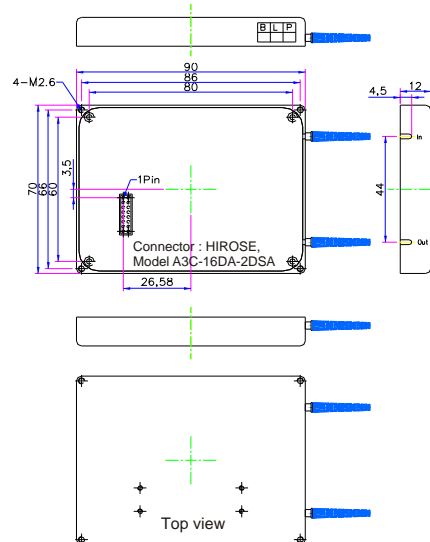 B L P
90
4-M2.6
86
80
12
4,5
In
3,5
1Pin
70
66
60
44
Out
Connector : HIROSE,
Model A3C-16DA-2DSA
26,58
Top view